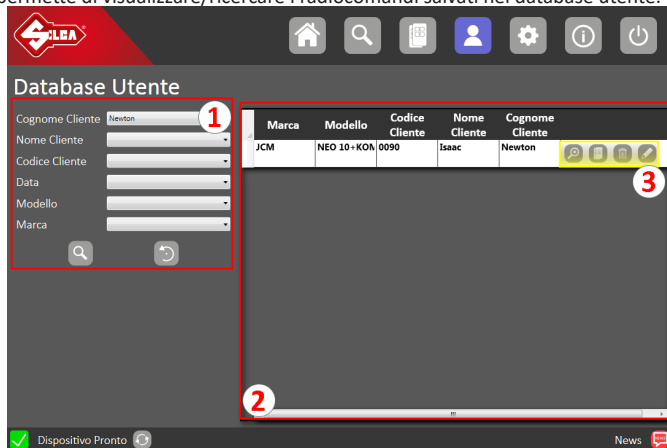 permette di visualizzare/ricercare i radiocomandi salvati nel database utente.
SILCA
Database Utente
Cognome Cliente Newton
Nome Cliente
Codice Cliente
Data
Modello
Marca
1
Marca Modello Codice Cliente Nome Cliente Cognome Cliente
JCM NEO 10+KON 0090 Isaac Newton
3
2
Dispositivo Pronto
News